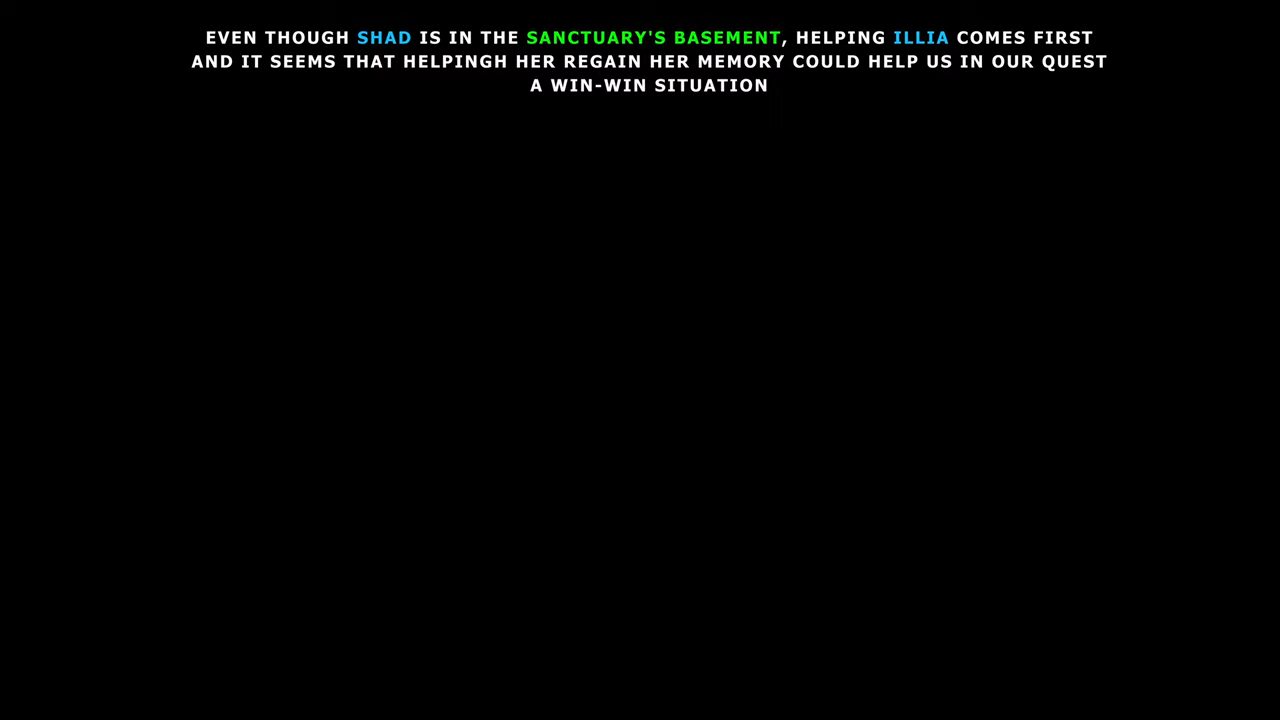 EVEN THOUGH SHAD IS IN THE SANCTUARY'S BASEMENT, HELPING ILLIA COMES FIRST
AND IT SEEMS THAT HELPINGH HER REGAIN HER MEMORY COULD HELP US IN OUR QUEST
A WIN-WIN SITUATION